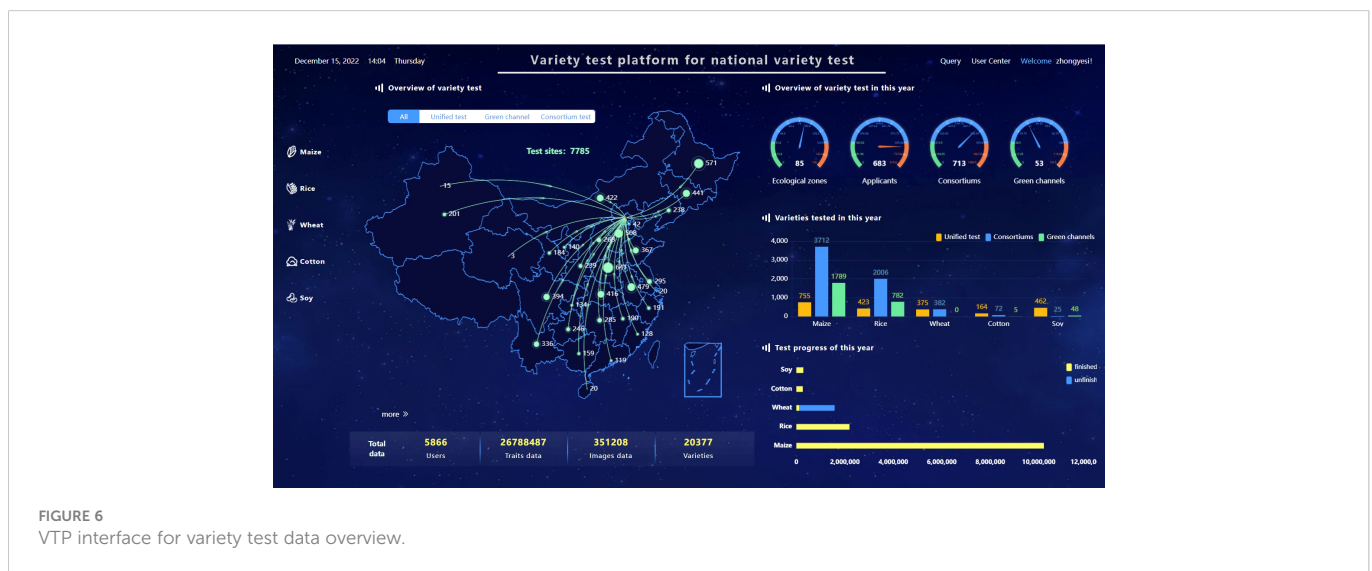 December 15, 2022 14:04 Thursday
Variety test platform for national variety test
Query User Center Welcome zhongyesi!
Overview of variety test
All Unified test Green channel Consortium test
Test sites: 7785
Maize
Rice
Wheat
Cotton
Soy
571
15
422
441
201
238
42
140
184
3
367
239
295
479
20
394
416
134
191
285
190
246
128
336
159
119
20
more »
Total data
5866
Users
26788487
Traits data
351208
Images data
20377
Varieties
Overview of variety test in this year
85
683
713
53
Ecological zones
Applicants
Consortiums
Green channels
Varieties tested in this year
Unified test Consortiums Green channels
4,000
3,000
2,000
1,000
0
755 3712 1789
423 2006 782
375 382 0
164 72 5
462 25 48
Maize Rice Wheat Cotton Soy
Test progress of this year
finished
unfinish
Soy
Cotton
Wheat
Rice
Maize
0 2,000,000 4,000,000 6,000,000 8,000,000 10,000,000 12,000,0
FIGURE 6
VTP interface for variety test data overview.